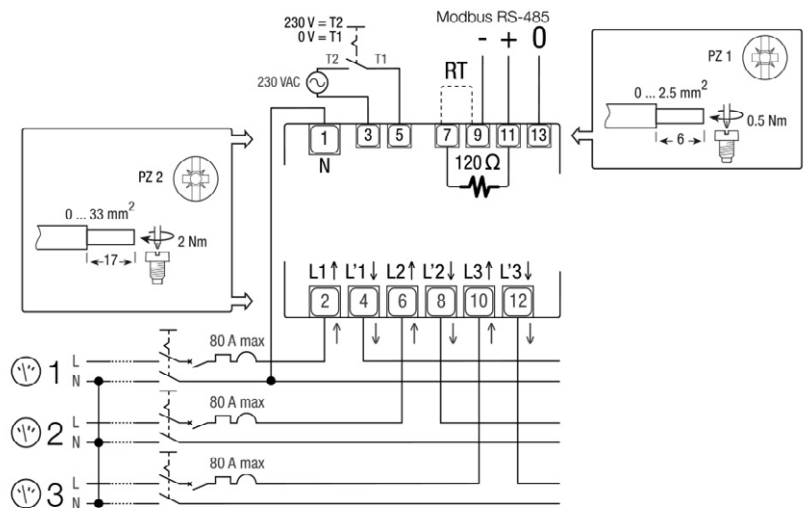 230 V = T2
0 V = T1
T2 T1
230 VAC
Modbus RS-485
- + 0
RT
PZ 1
0 ... 2.5 mm²
0.5 Nm
6
1 3 5 7 9 11 13
N
120 Ω
PZ 2
0 ... 33 mm²
2 Nm
17
L1↑ L'1↓ L2↑ L'2↓ L3↑ L'3↓
2 4 6 8 10 12
80 A max
1 L
N
80 A max
2 L
N
80 A max
3 L
N